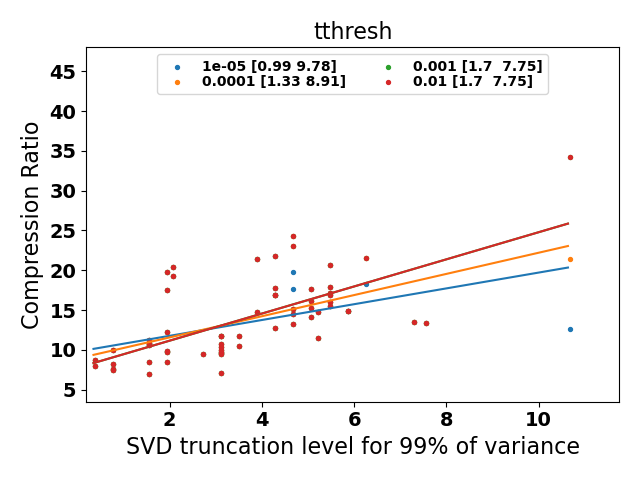 tthresh
1e-05 [0.99 9.78]
0.0001 [1.33 8.91]
0.001 [1.7  7.75]
0.01 [1.7  7.75]
Compression Ratio
45
40
35
30
25
20
15
10
5
2 4 6 8 10
SVD truncation level for 99% of variance